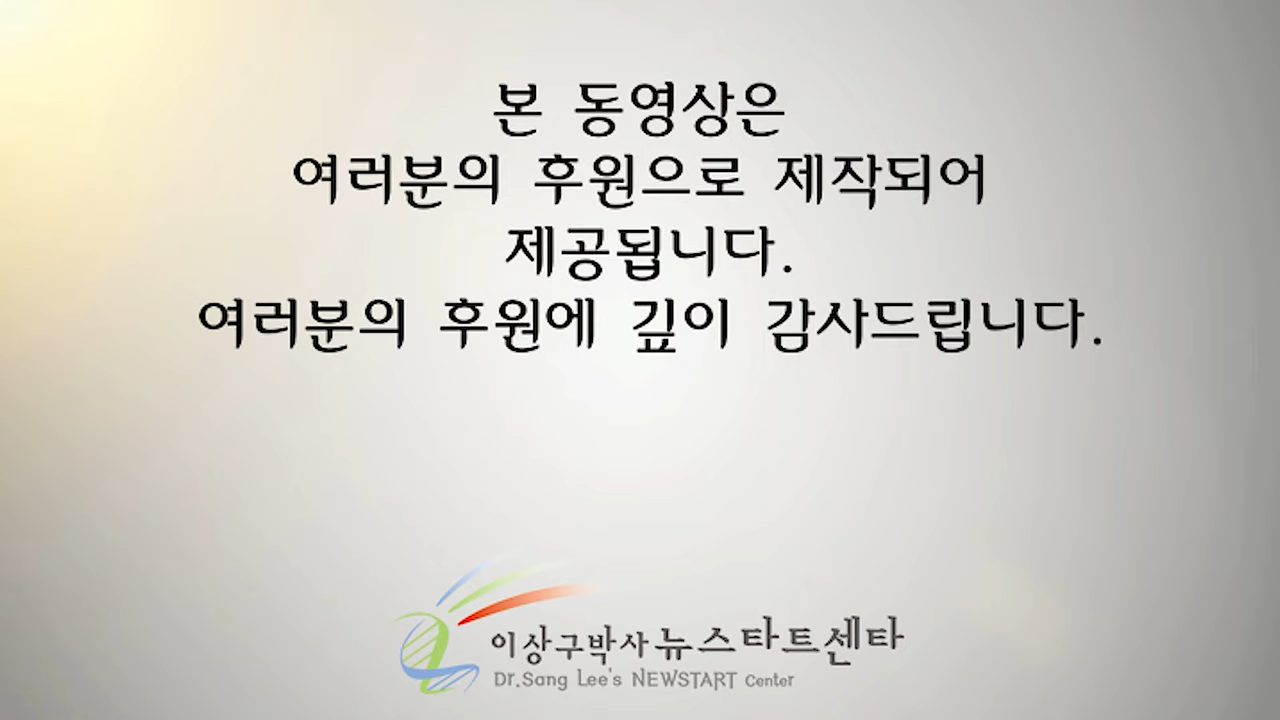 본 동영상은
여러분의 후원으로 제작되어
제공됩니다.
여러분의 후원에 깊이 감사드립니다.
이상구박사 뉴스타트센타
Dr.Sang Lee's NEWSTART Center